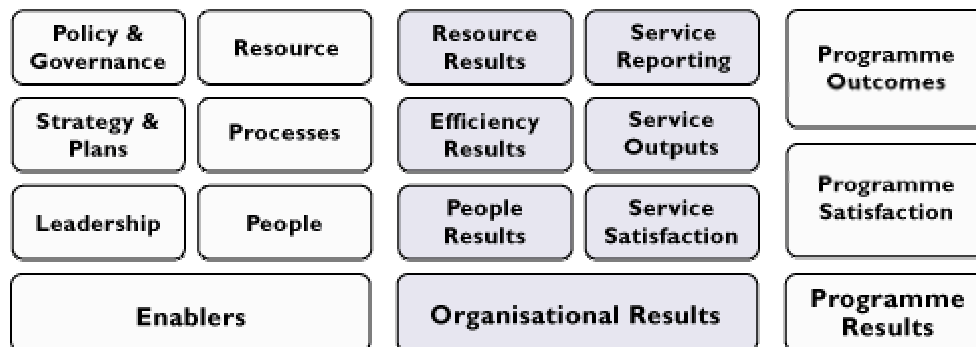 Policy &
Governance
Resource
Resource
Results
Service
Reporting
Programme
Outcomes
Strategy &
Plans
Processes
Efficiency
Results
Service
Outputs
Programme
Satisfaction
Leadership
People
People
Results
Service
Satisfaction
Enablers
Organisational Results
Programme
Results